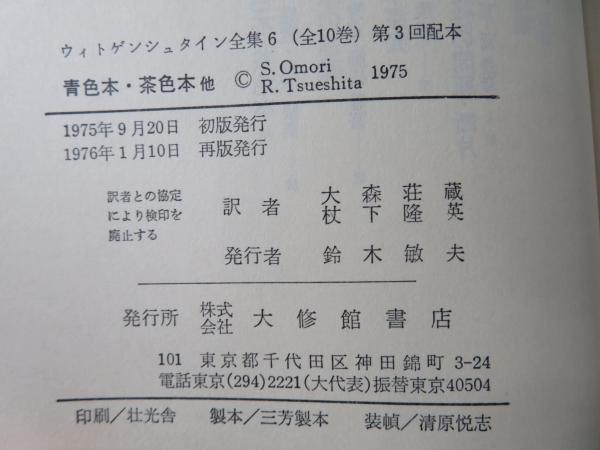 ウィトゲンシュタイン全集6 (全10巻) 第3回配本
青色本・茶色本他 © S. Omori 1975
R. Tsueshita
1975年9月20日 初版発行
1976年1月10日 再版発行
訳者との協定
により検印を
廃止する
訳者 大森荘蔵
杖下隆英
発行者 鈴木敏夫
発行所 株式会社 大修館書店
101 東京都千代田区神田錦町 3-24
電話東京(294)2221(大代表)振替東京40504
印刷/壮光舎 製本/三芳製本 装幀/清原悦志